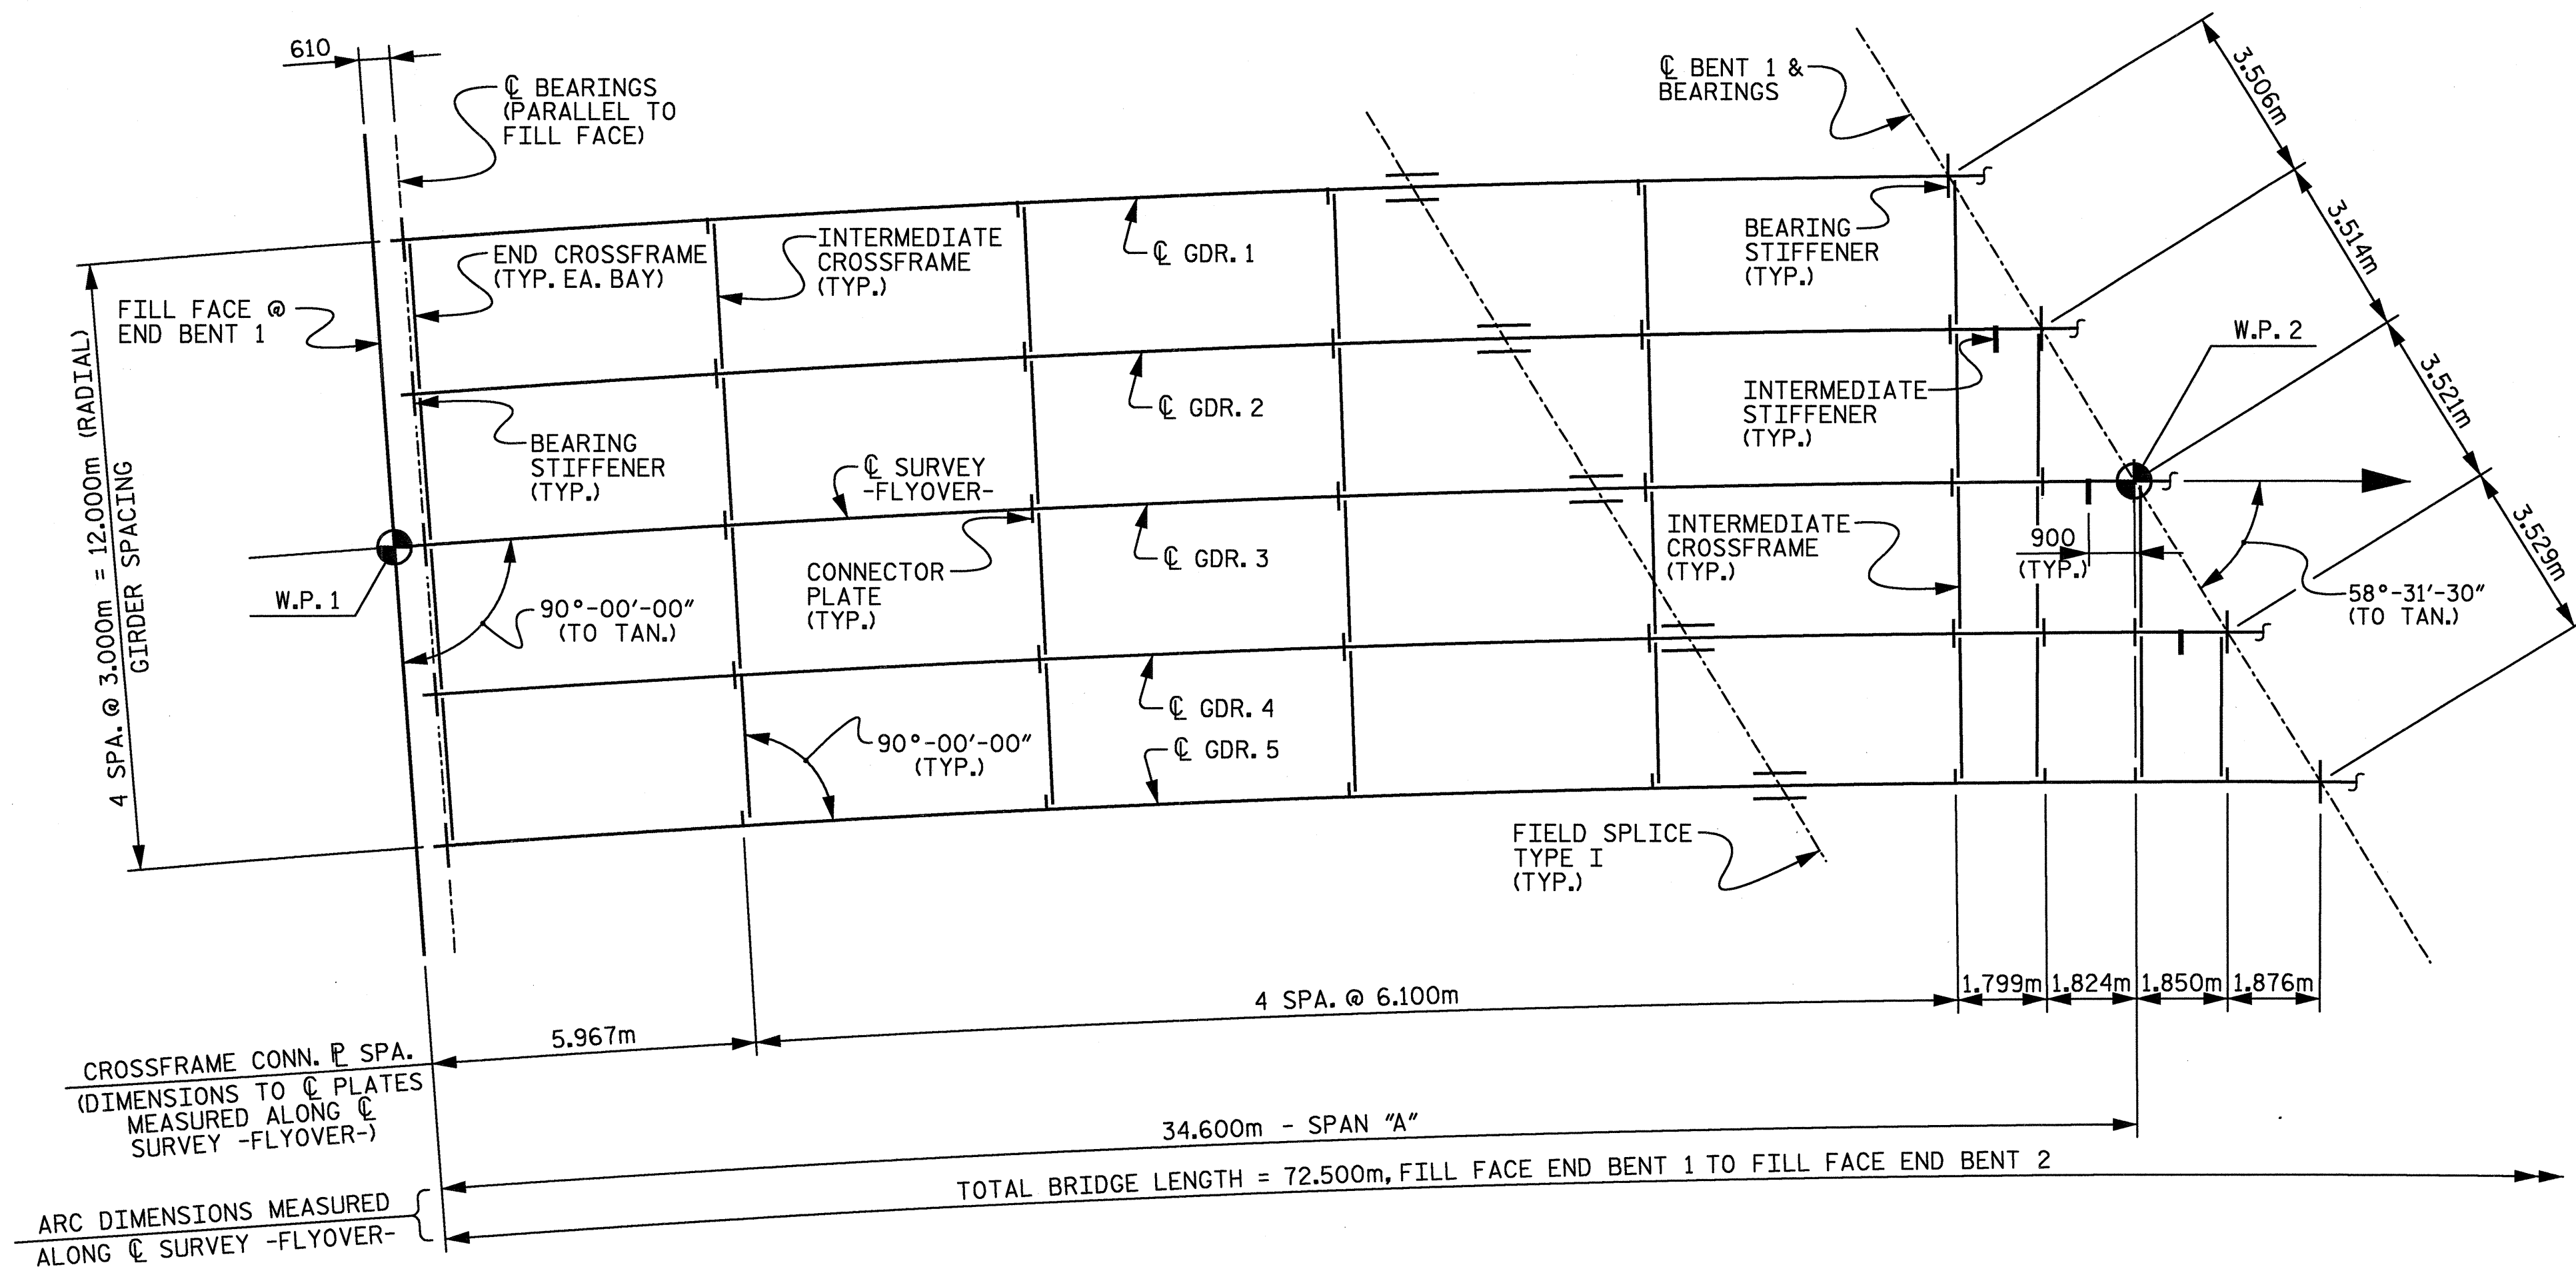 610
℄ BEARINGS
(PARALLEL TO
FILL FACE)
℄ BENT 1 &
BEARINGS
3.506m
3.514m
3.521m
3.529m
END CROSSFRAME
(TYP. EA. BAY)
INTERMEDIATE
CROSSFRAME
(TYP.)
℄ GDR. 1
BEARING
STIFFENER
(TYP.)
FILL FACE @
END BENT 1
4 SPA. @ 3.000m = 12.000m (RADIAL)
GIRDER SPACING
W.P. 2
INTERMEDIATE
STIFFENER
(TYP.)
℄ GDR. 2
BEARING
STIFFENER
(TYP.)
℄ SURVEY
-FLYOVER-
℄ GDR. 3
INTERMEDIATE
CROSSFRAME
(TYP.)
900
(TYP.)
58°-31'-30"
(TO TAN.)
CONNECTOR
PLATE
(TYP.)
W.P. 1
90°-00'-00"
(TO TAN.)
℄ GDR. 4
90°-00'-00"
(TYP.)
℄ GDR. 5
FIELD SPLICE
TYPE I
(TYP.)
5.967m
4 SPA. @ 6.100m
1.799m
1.824m
1.850m
1.876m
CROSSFRAME CONN. ⅊ SPA.
(DIMENSIONS TO ℄ PLATES
MEASURED ALONG ℄
SURVEY -FLYOVER-)
34.600m - SPAN "A"
TOTAL BRIDGE LENGTH = 72.500m, FILL FACE END BENT 1 TO FILL FACE END BENT 2
ARC DIMENSIONS MEASURED
ALONG ℄ SURVEY -FLYOVER-